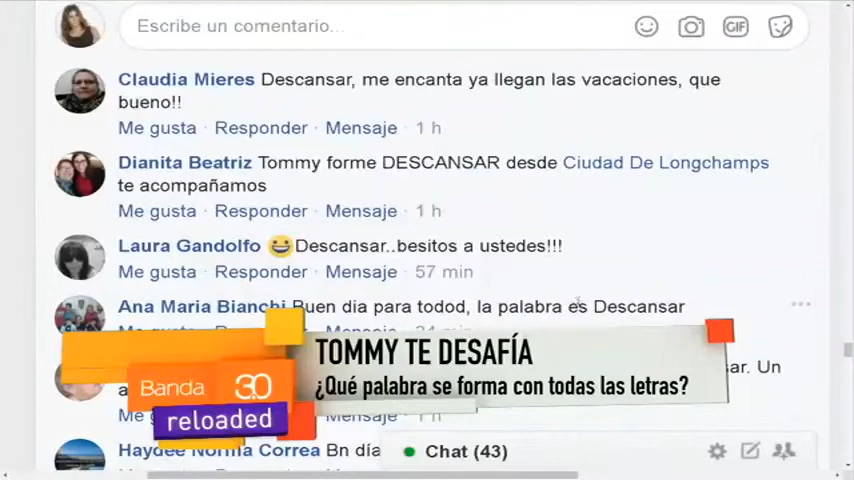 Escribe un comentario...
GIF
Claudia Mieres Descansar, me encanta ya llegan las vacaciones, que
bueno!!
Me gusta · Responder · Mensaje · 1 h
Dianita Beatriz Tommy forme DESCANSAR desde Ciudad De Longchamps
te acompañamos
Me gusta · Responder · Mensaje · 1 h
Laura Gandolfo 😀Descansar..besitos a ustedes!!!
Me gusta · Responder · Mensaje · 57 min
Ana Maria Bianchi Buen dia para todod, la palabra es Descansar
TOMMY TE DESAFÍA
¿Qué palabra se forma con todas las letras?
Un
Banda 3.0
reloaded
Me · 1 h
Haydee Norma Correa Bn día
Chat (43)